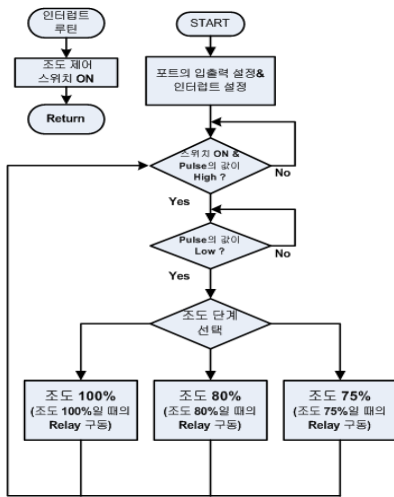 인터럽트
루틴
조도 제어
스위치 ON
Return
START
포트의 입출력 설정&
인터럽트 설정
스위치 ON &
Pulse의 값이
High ?
No
Yes
Pulse의 값이
Low ?
No
Yes
조도 단계
선택
조도 100%
(조도 100%일 때의
Relay 구동)
조도 80%
(조도 80%일 때의
Relay 구동)
조도 75%
(조도 75%일 때의
Relay 구동)